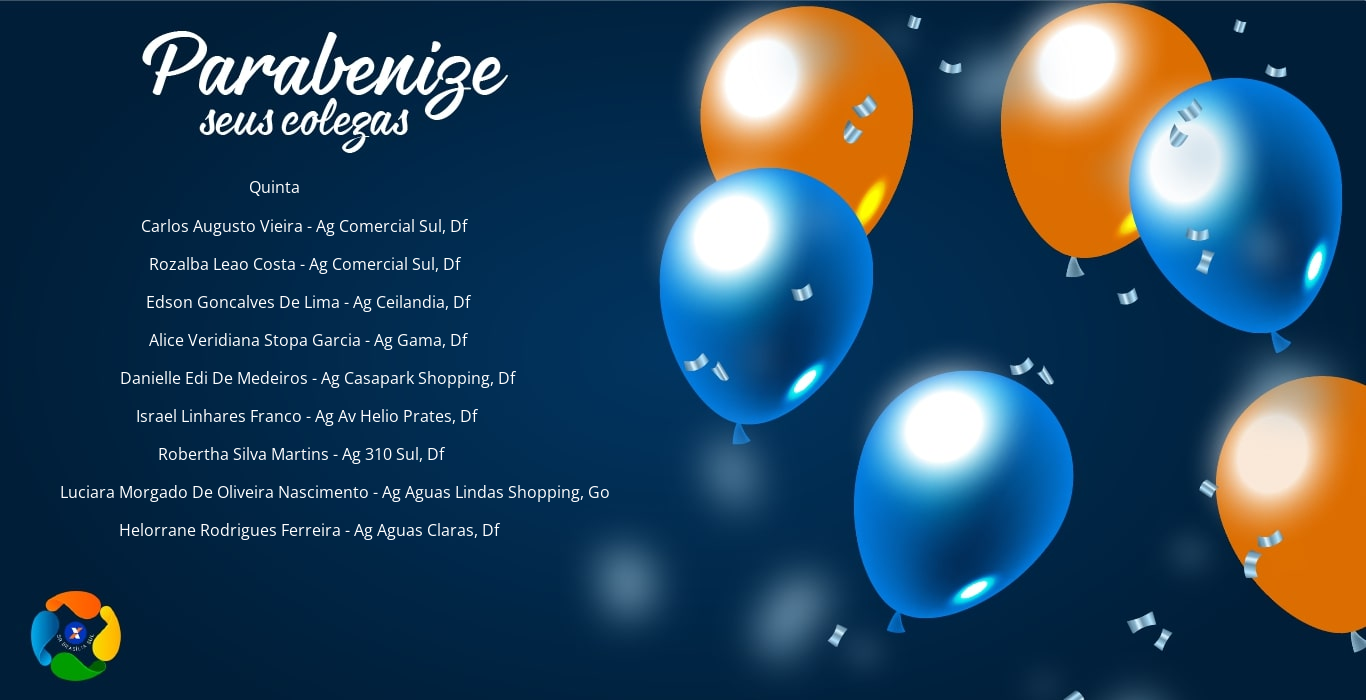 Parabenize
seus colegas
Quinta
Carlos Augusto Vieira - Ag Comercial Sul, Df
Rozalba Leao Costa - Ag Comercial Sul, Df
Edson Goncalves De Lima - Ag Ceilandia, Df
Alice Veridiana Stopa Garcia - Ag Gama, Df
Danielle Edi De Medeiros - Ag Casapark Shopping, Df
Israel Linhares Franco - Ag Av Helio Prates, Df
Robertha Silva Martins - Ag 310 Sul, Df
Luciara Morgado De Oliveira Nascimento - Ag Aguas Lindas Shopping, Go
Helorrane Rodrigues Ferreira - Ag Aguas Claras, Df
SR BRASÍLIA SUL